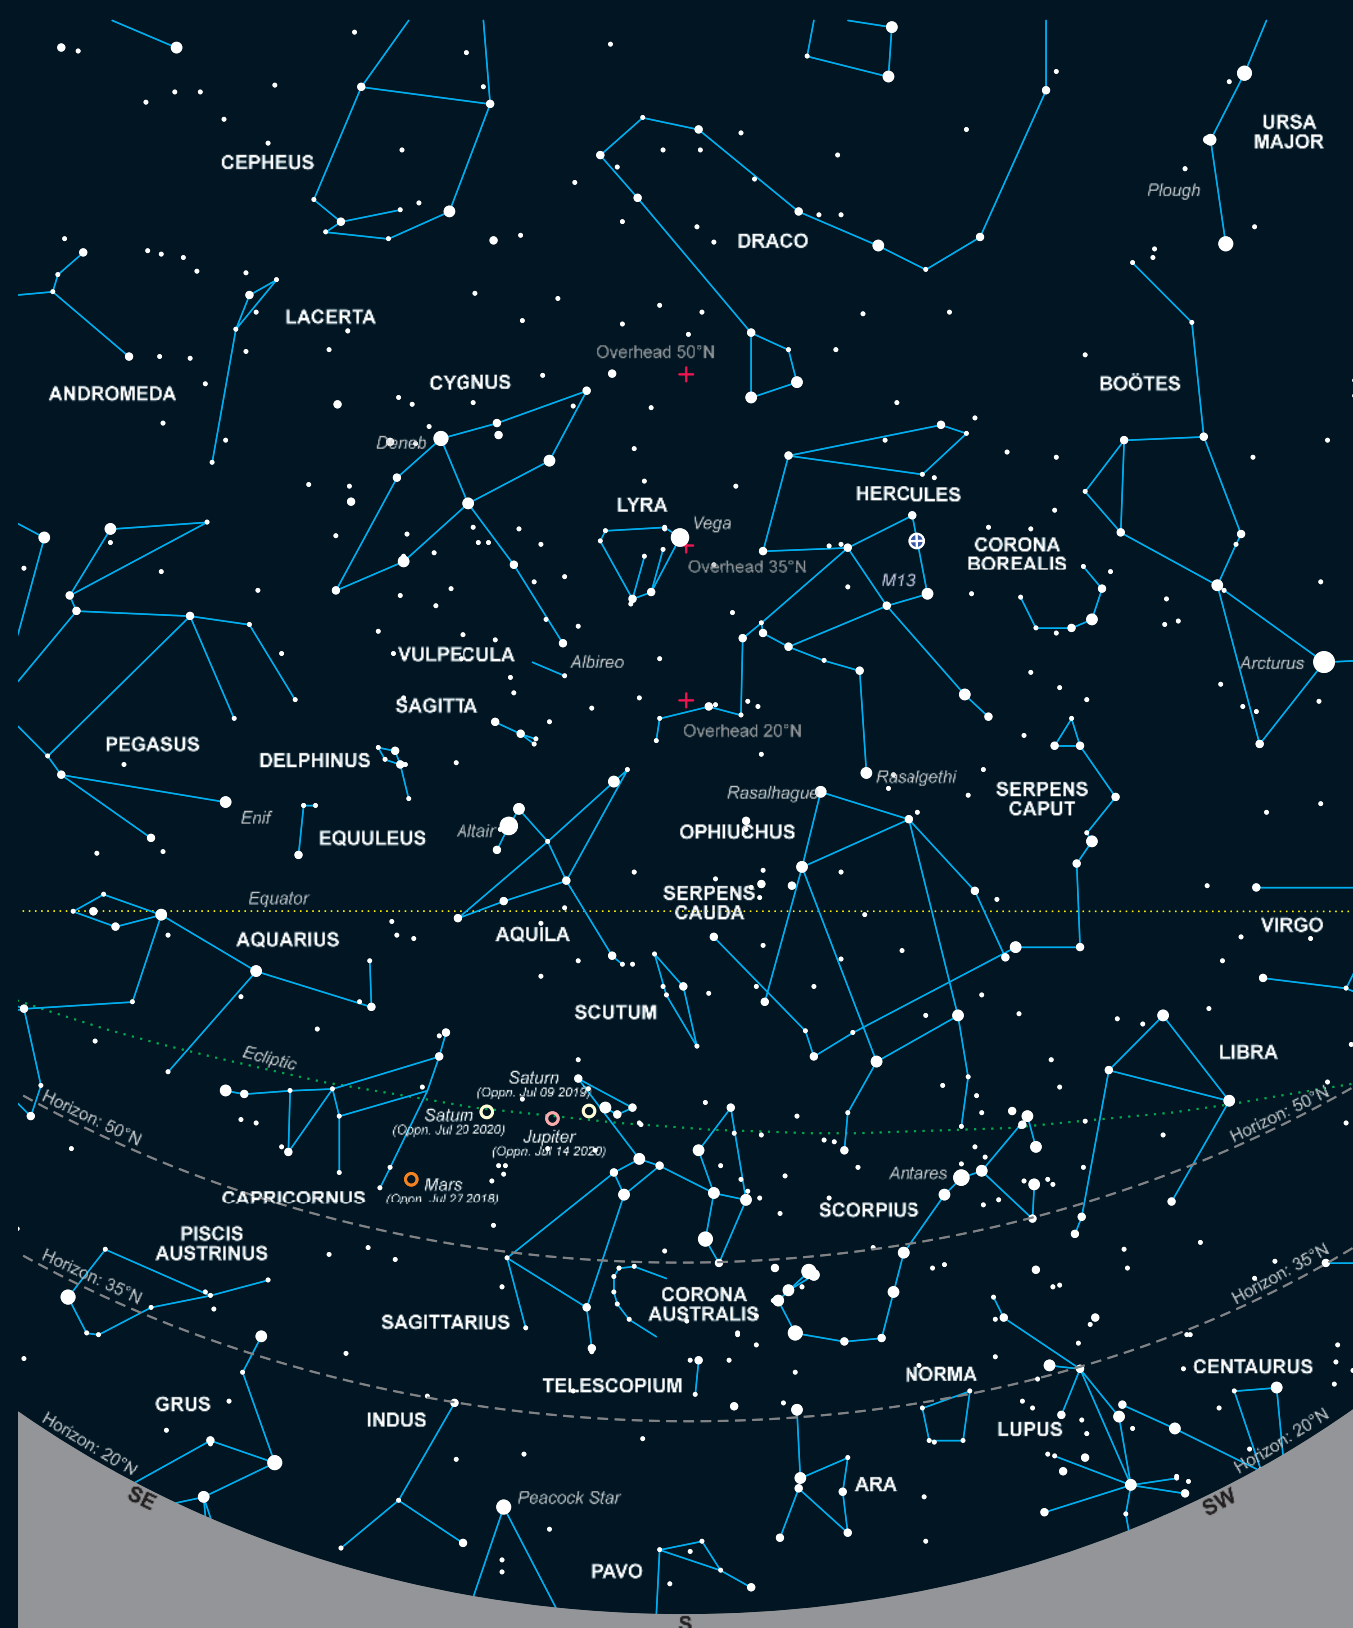 URSA
MAJOR
CEPHEUS
Plough
DRACO
LACERTA
Overhead 50°N
CYGNUS
BOÖTES
ANDROMEDA
Deneb
HERCULES
LYRA
Vega
CORONA
BOREALIS
Overhead 35°N
M13
VULPECULA
Albireo
Arcturus
SAGITTA
Overhead 20°N
PEGASUS
DELPHINUS
Rasalgethi
Rasalhague
SERPENS
CAPUT
Enif
EQUULEUS
Altair
OPHIUCHUS
SERPENS
CAUDA
Equator
AQUARIUS
AQUILA
VIRGO
SCUTUM
LIBRA
Ecliptic
Saturn
(Oppn. Jul 09 2019)
Saturn
(Oppn. Jul 20 2020)
Jupiter
(Oppn. Jul 14 2020)
Horizon: 50°N
Horizon: 50°N
Antares
Mars
(Oppn. Jul 27 2018)
CAPRICORNUS
SCORPIUS
PISCIS
AUSTRINUS
Horizon: 35°N
Horizon: 35°N
CORONA
AUSTRALIS
SAGITTARIUS
CENTAURUS
NORMA
TELESCOPIUM
GRUS
INDUS
LUPUS
Horizon: 20°N
Horizon: 20°N
ARA
SE
Peacock Star
SW
PAVO
S